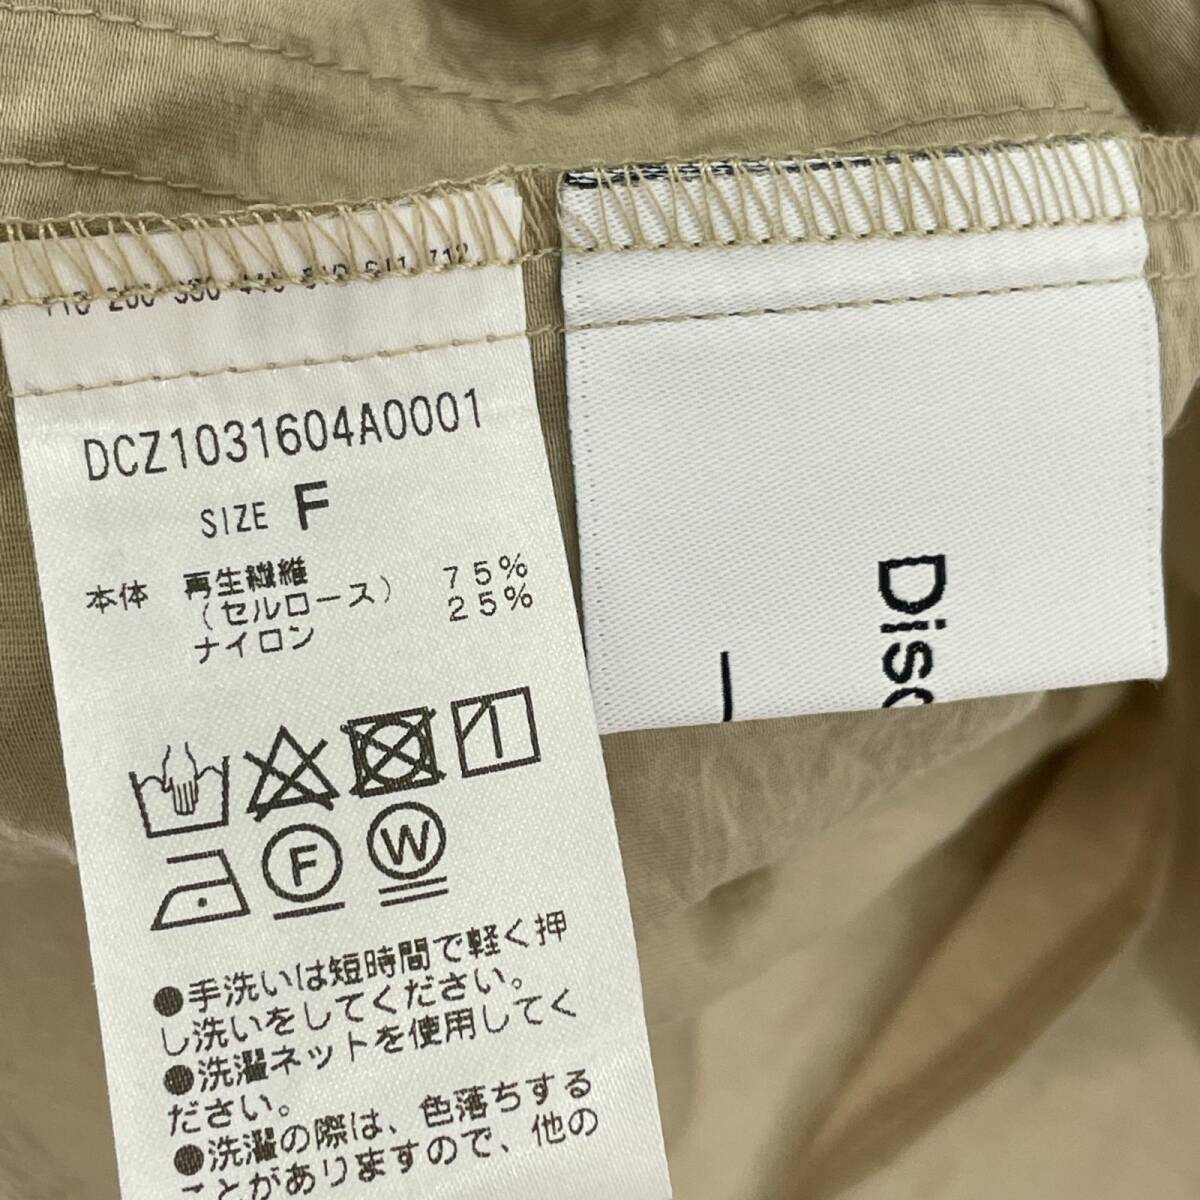 DCZ1031604A0001
SIZE F
本体 再生繊維
(セルロース) 75%
ナイロン 25%
F
W
●手洗いは短時間で軽く押
し洗いをしてください。
●洗濯ネットを使用してく
ださい。
●洗濯の際は、色落ちする
ことがありますので、他の
Disc